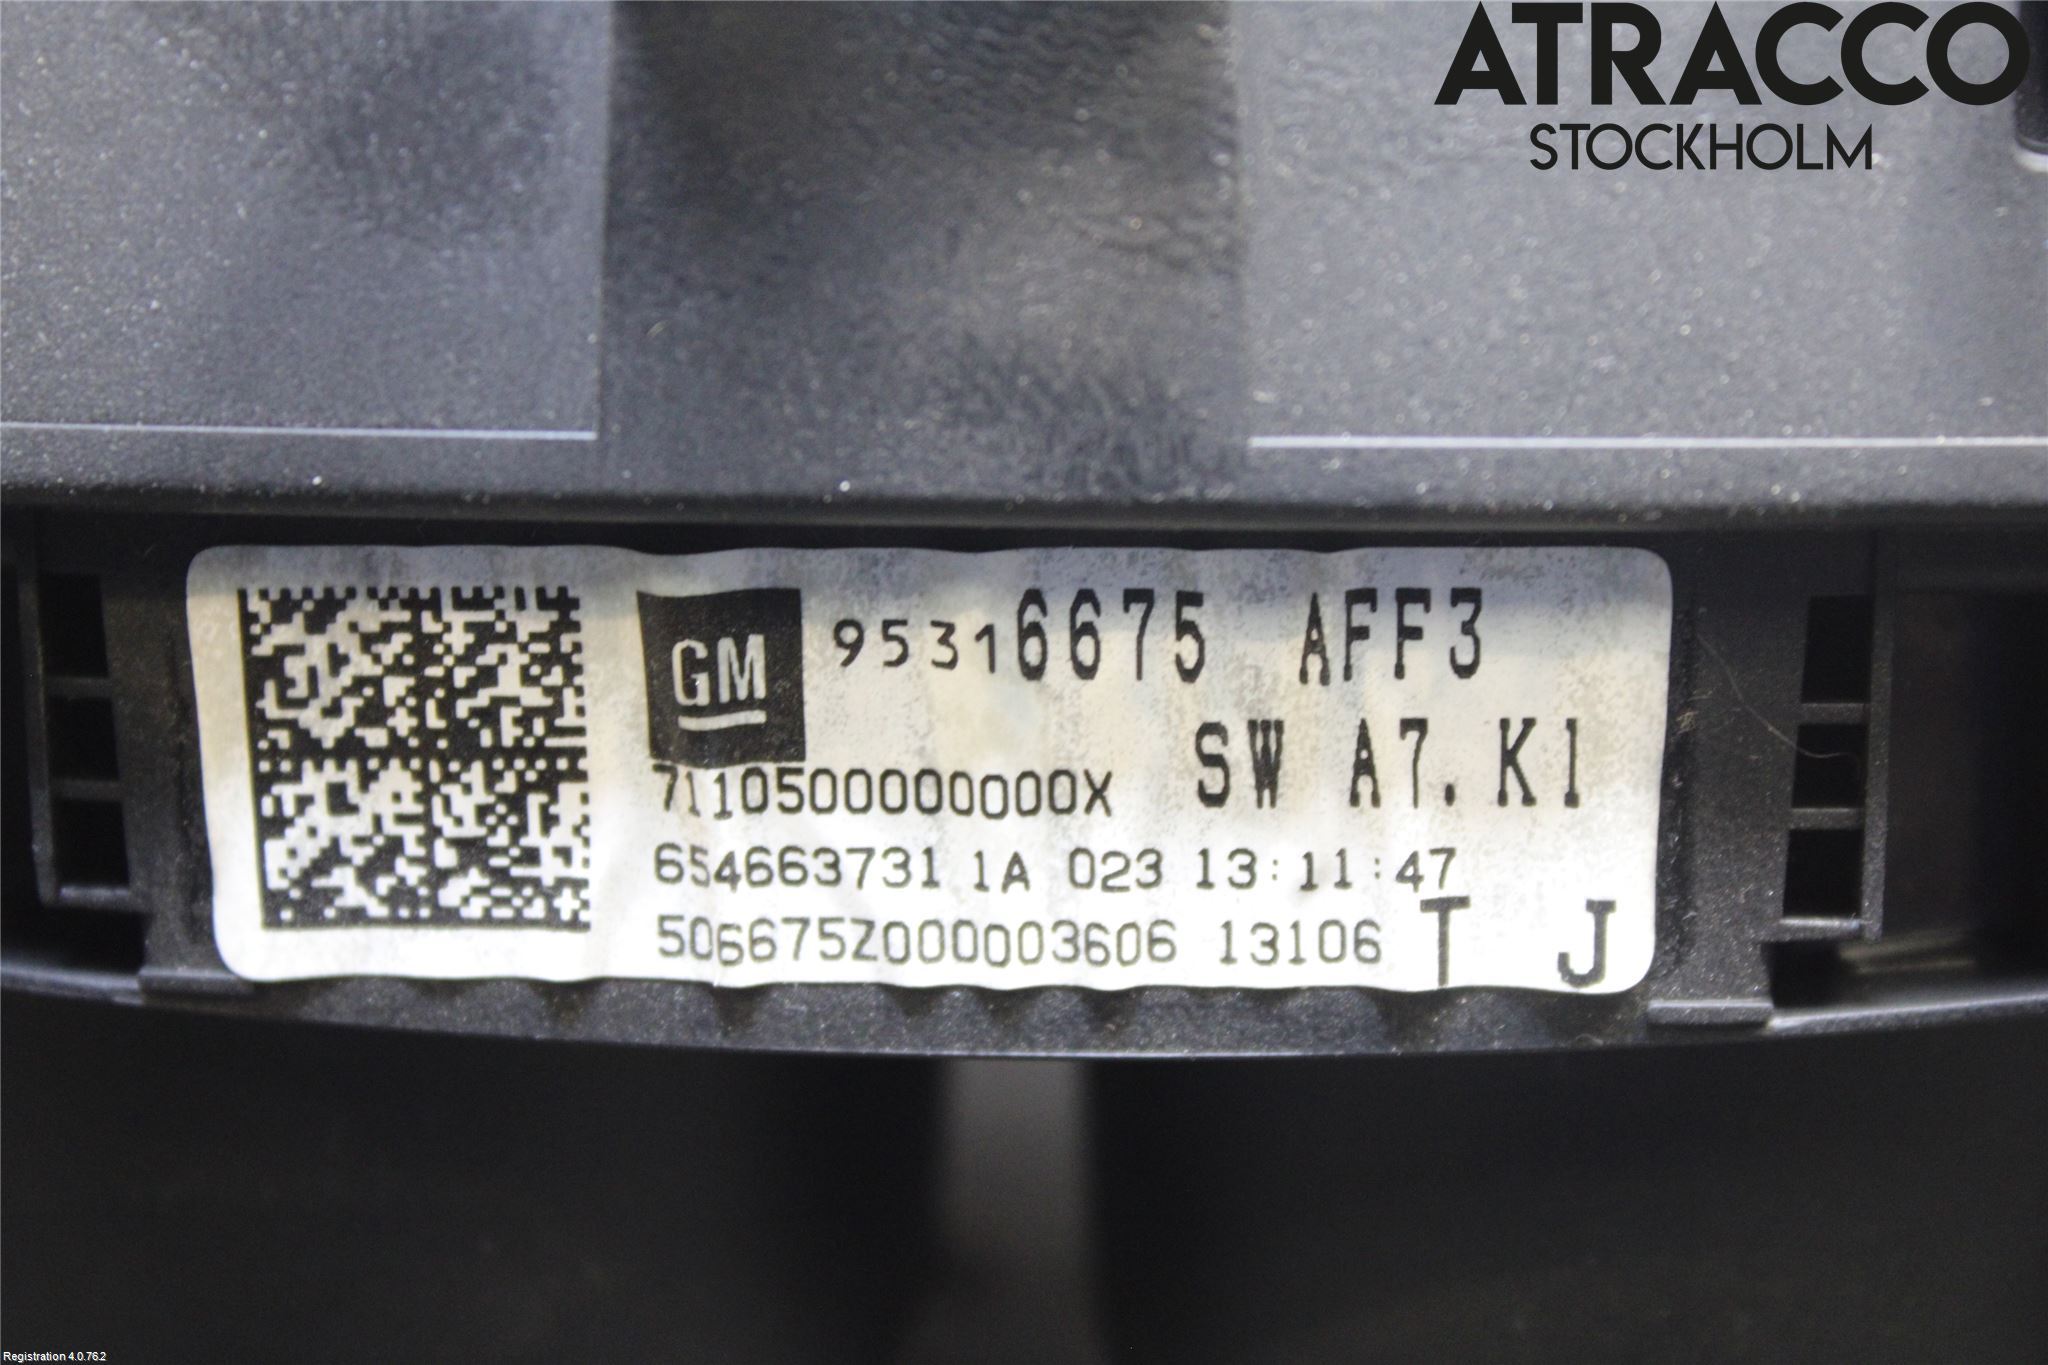 ATRACCO
STOCKHOLM
GM 95316675 AFF3
SW A7.K1
7110500000000X
654663731 1A 023 13:11:47
506675Z000003606 13106 T J
Registration 4.0.76.2